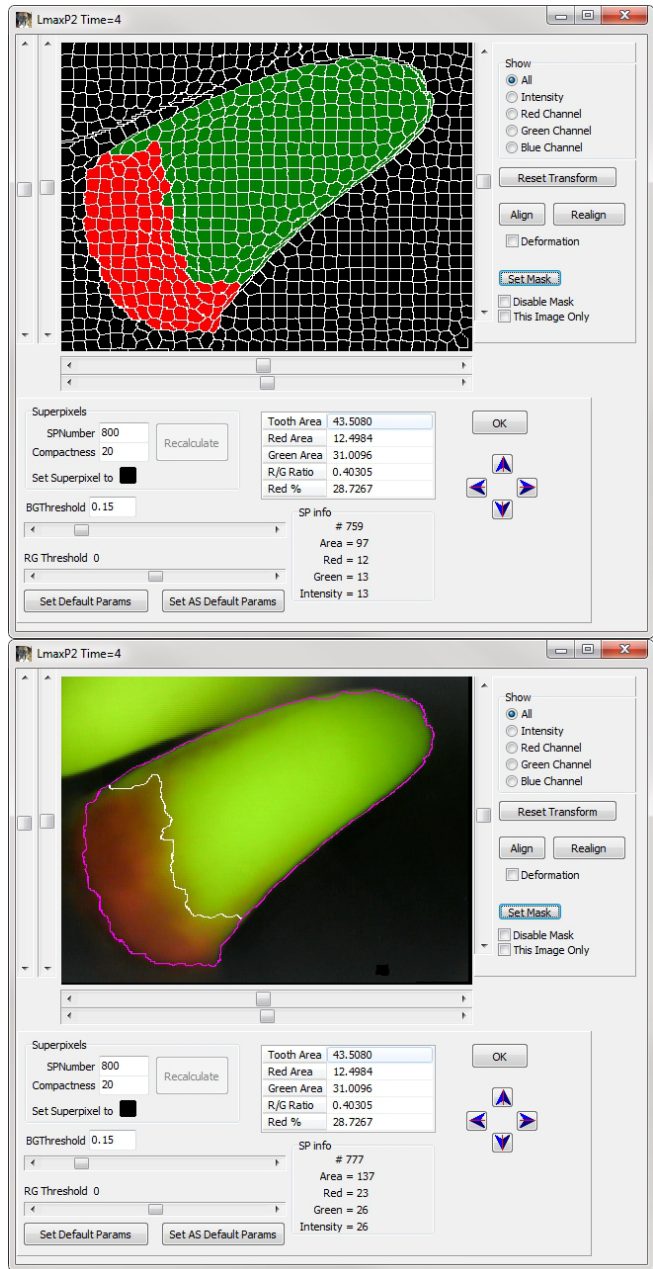 LmaxP2 Time=4
Show
All
Intensity
Red Channel
Green Channel
Blue Channel
Reset Transform
Align Realign
Deformation
Set Mask
Disable Mask
This Image Only
Superpixels
SPNumber 800
Compactness 20
Recalculate
Set Superpixel to
BGThreshold 0.15
RG Threshold 0
Set Default Params Set AS Default Params
Tooth Area 43.5080
Red Area 12.4984
Green Area 31.0096
R/G Ratio 0.40305
Red % 28.7267
SP info
# 759
Area = 97
Red = 12
Green = 13
Intensity = 13
OK
LmaxP2 Time=4
Show
All
Intensity
Red Channel
Green Channel
Blue Channel
Reset Transform
Align Realign
Deformation
Set Mask
Disable Mask
This Image Only
Superpixels
SPNumber 800
Compactness 20
Recalculate
Set Superpixel to
BGThreshold 0.15
RG Threshold 0
Set Default Params Set AS Default Params
Tooth Area 43.5080
Red Area 12.4984
Green Area 31.0096
R/G Ratio 0.40305
Red % 28.7267
SP info
# 777
Area = 137
Red = 23
Green = 26
Intensity = 26
OK